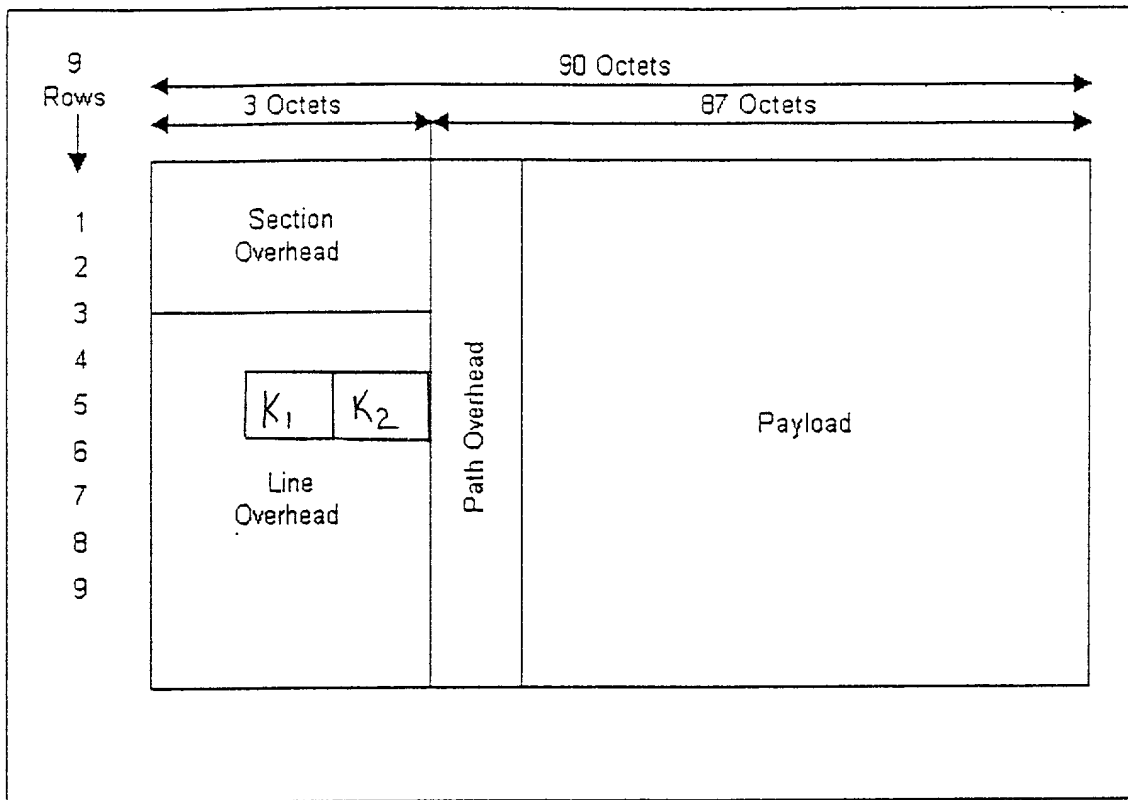 9
Rows
90 Octets
3 Octets
87 Octets
1
2
3
4
5
6
7
8
9
Section
Overhead
K1
K2
Line
Overhead
Path Overhead
Payload